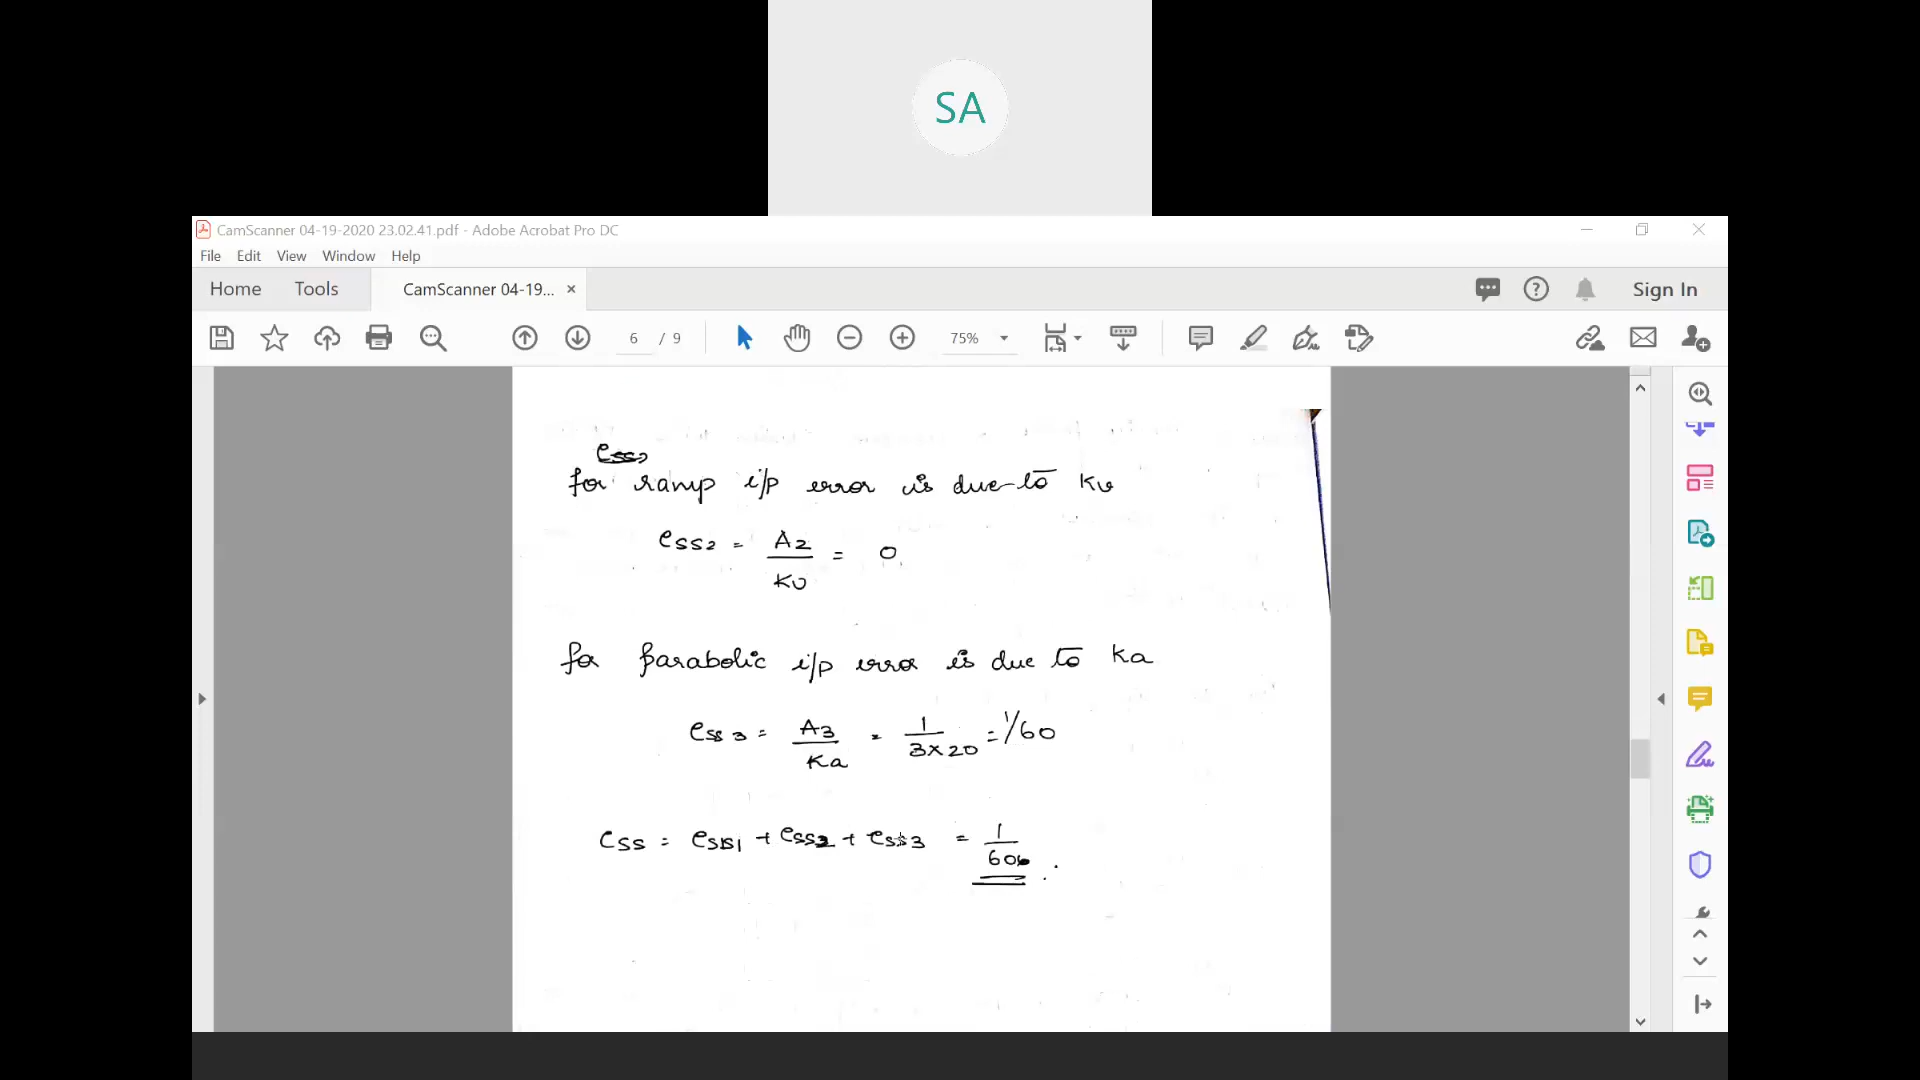 SA
CamScanner 04-19-2020 23.02.41.pdf - Adobe Acrobat Pro DC
File Edit View Window Help
Home Tools CamScanner 04-19... × Sign In
6 / 9 75%
ess
for ramp i/p error is due to Kv
ess2 = A2/Kv = 0
for parabolic i/p error is due to Ka
ess3 = A3/Ka = 1/3×20 = 1/60
ess = ess1 + ess2 + ess3 = 1/60